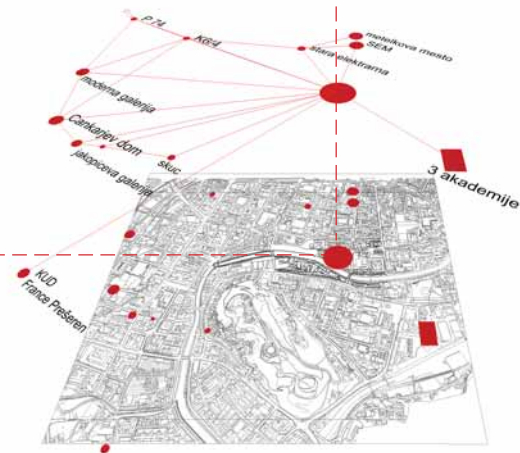 P 74
K6/4
metelkova mesto
SEM
stara elektrarna
moderna galerija
Cankarjev dom
jakopičeva galerija
skuc
3 akademije
KUD
France Prešeren